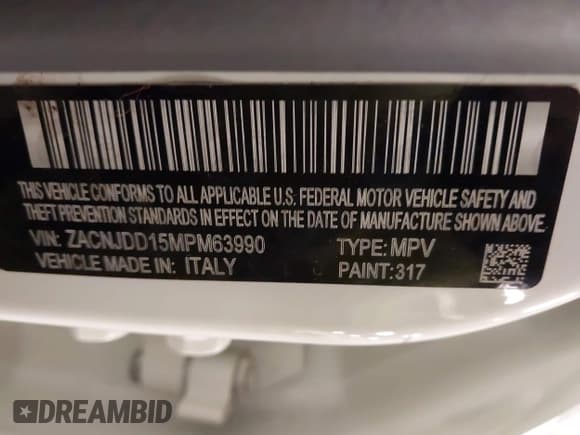 THIS VEHICLE CONFORMS TO ALL APPLICABLE U.S. FEDERAL MOTOR VEHICLE SAFETY AND
THEFT PREVENTION STANDARDS IN EFFECT ON THE DATE OF MANUFACTURE SHOWN ABOVE.
VIN: ZACNJDD15MPM63990 TYPE: MPV
VEHICLE MADE IN: ITALY PAINT: 317
DREAMBID